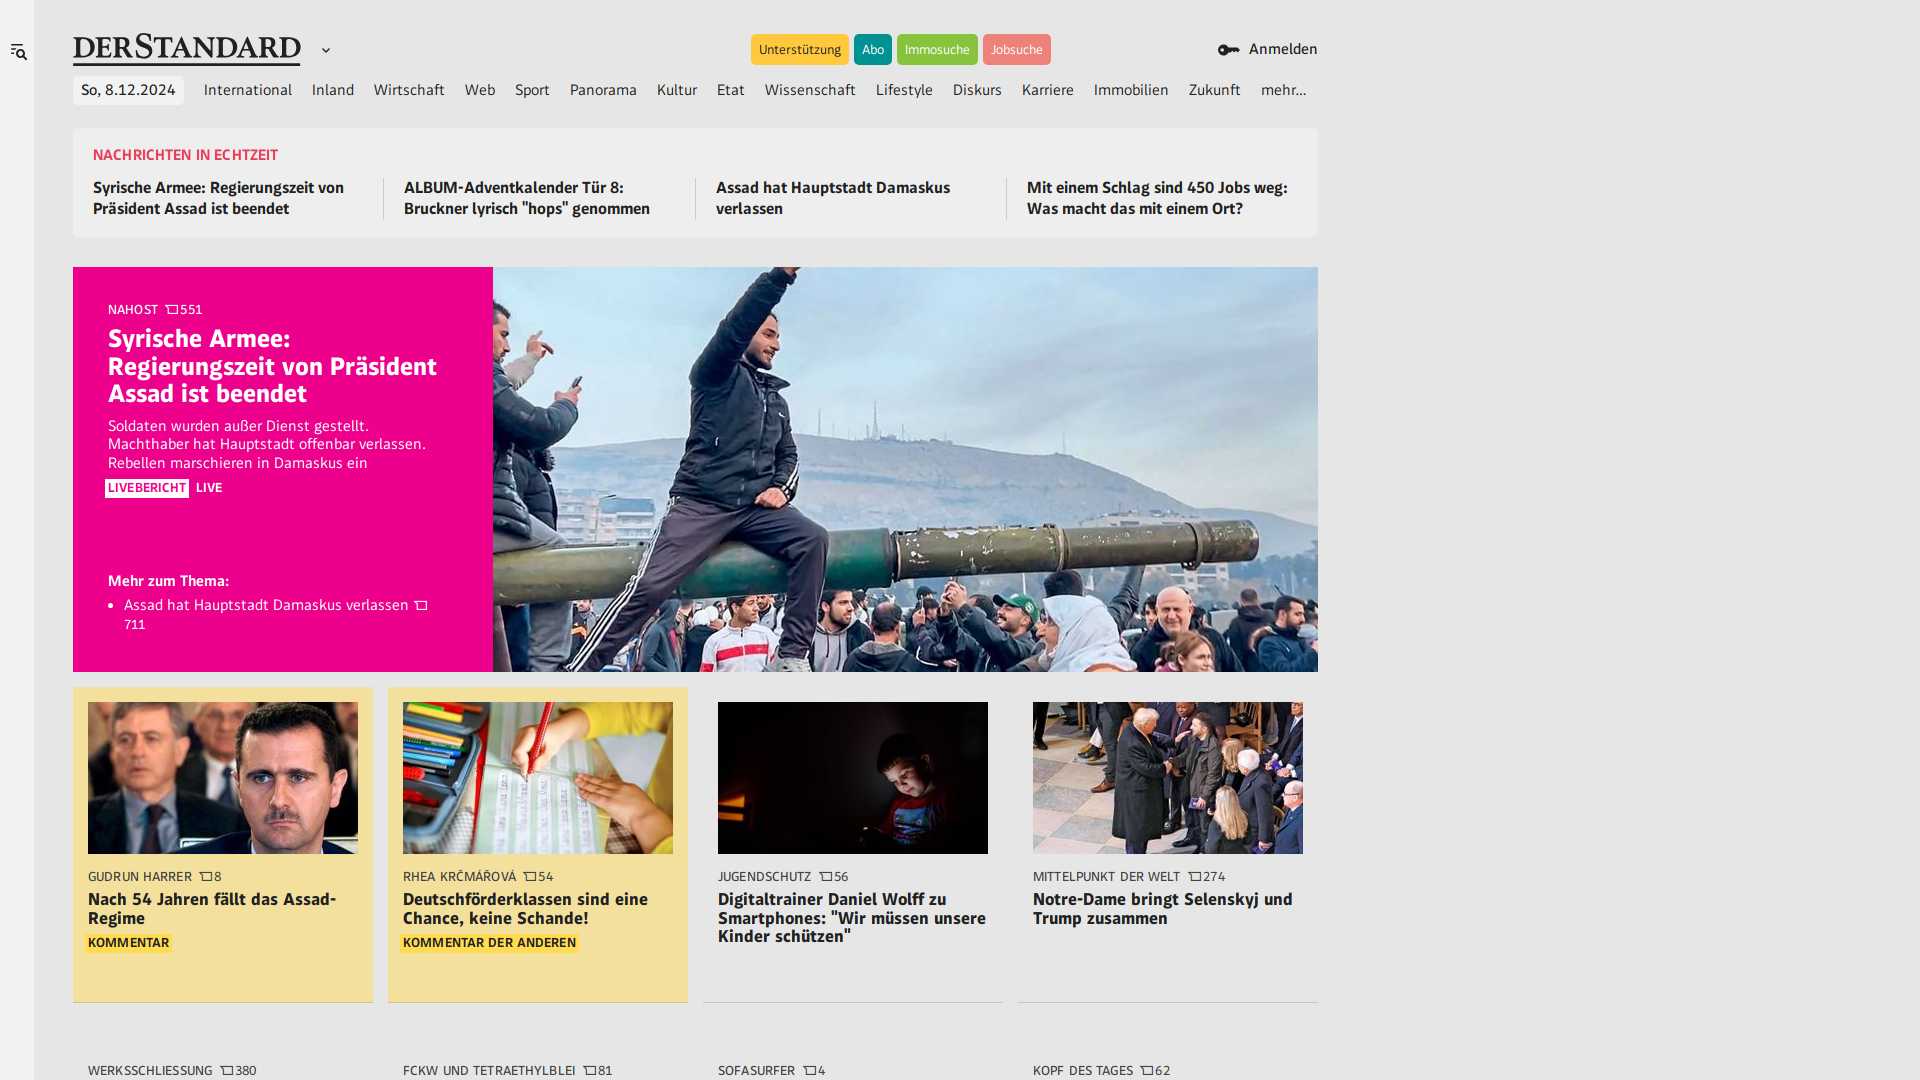 DERSTANDARD
Unterstützung
Abo
Immosuche
Jobsuche
Anmelden
So, 8.12.2024
International
Inland
Wirtschaft
Web
Sport
Panorama
Kultur
Etat
Wissenschaft
Lifestyle
Diskurs
Karriere
Immobilien
Zukunft
mehr...
NACHRICHTEN IN ECHTZEIT
Syrische Armee: Regierungszeit von
Präsident Assad ist beendet
ALBUM-Adventkalender Tür 8:
Bruckner lyrisch "hops" genommen
Assad hat Hauptstadt Damaskus
verlassen
Mit einem Schlag sind 450 Jobs weg:
Was macht das mit einem Ort?
NAHOST 551
Syrische Armee:
Regierungszeit von Präsident
Assad ist beendet
Soldaten wurden außer Dienst gestellt.
Machthaber hat Hauptstadt offenbar verlassen.
Rebellen marschieren in Damaskus ein
LIVEBERICHT LIVE
Mehr zum Thema:
• Assad hat Hauptstadt Damaskus verlassen
711
GUDRUN HARRER 8
Nach 54 Jahren fällt das Assad-
Regime
KOMMENTAR
RHEA KRČMÁŘOVÁ 54
Deutschförderklassen sind eine
Chance, keine Schande!
KOMMENTAR DER ANDEREN
JUGENDSCHUTZ 56
Digitaltrainer Daniel Wolff zu
Smartphones: "Wir müssen unsere
Kinder schützen"
MITTELPUNKT DER WELT 274
Notre-Dame bringt Selenskyj und
Trump zusammen
WERKSSCHLIESSUNG 380
FCKW UND TETRAETHYLBLEI 81
SOFASURFER 4
KOPF DES TAGES 62